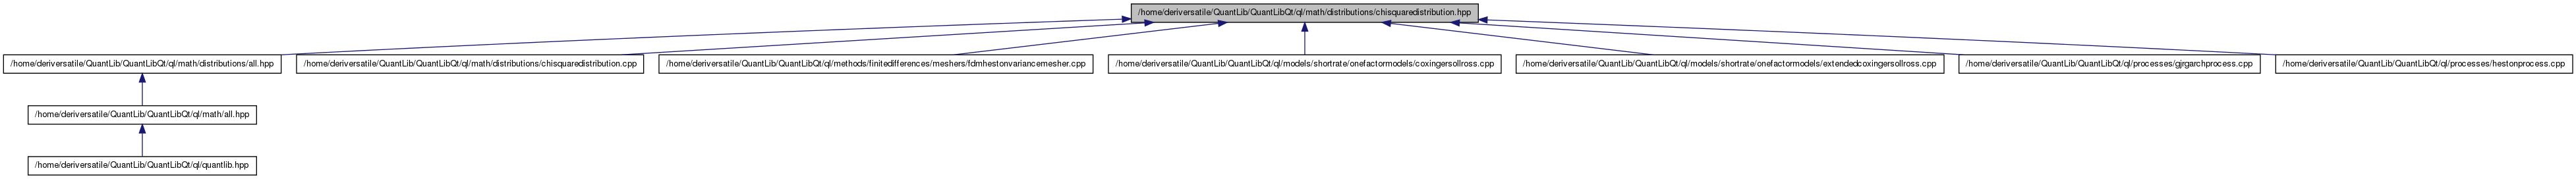 /home/deriversatile/QuantLib/QuantLibQt/ql/math/distributions/chisquaredistribution.hpp
/home/deriversatile/QuantLib/QuantLibQt/ql/math/distributions/all.hpp
/home/deriversatile/QuantLib/QuantLibQt/ql/math/distributions/chisquaredistribution.cpp
/home/deriversatile/QuantLib/QuantLibQt/ql/methods/finitedifferences/meshers/fdmhestonvariancemesher.cpp
/home/deriversatile/QuantLib/QuantLibQt/ql/models/shortrate/onefactormodels/coxingersollross.cpp
/home/deriversatile/QuantLib/QuantLibQt/ql/models/shortrate/onefactormodels/extendedcoxingersollross.cpp
/home/deriversatile/QuantLib/QuantLibQt/ql/processes/gjrgarchprocess.cpp
/home/deriversatile/QuantLib/QuantLibQt/ql/processes/hestonprocess.cpp
/home/deriversatile/QuantLib/QuantLibQt/ql/math/all.hpp
/home/deriversatile/QuantLib/QuantLibQt/ql/quantlib.hpp